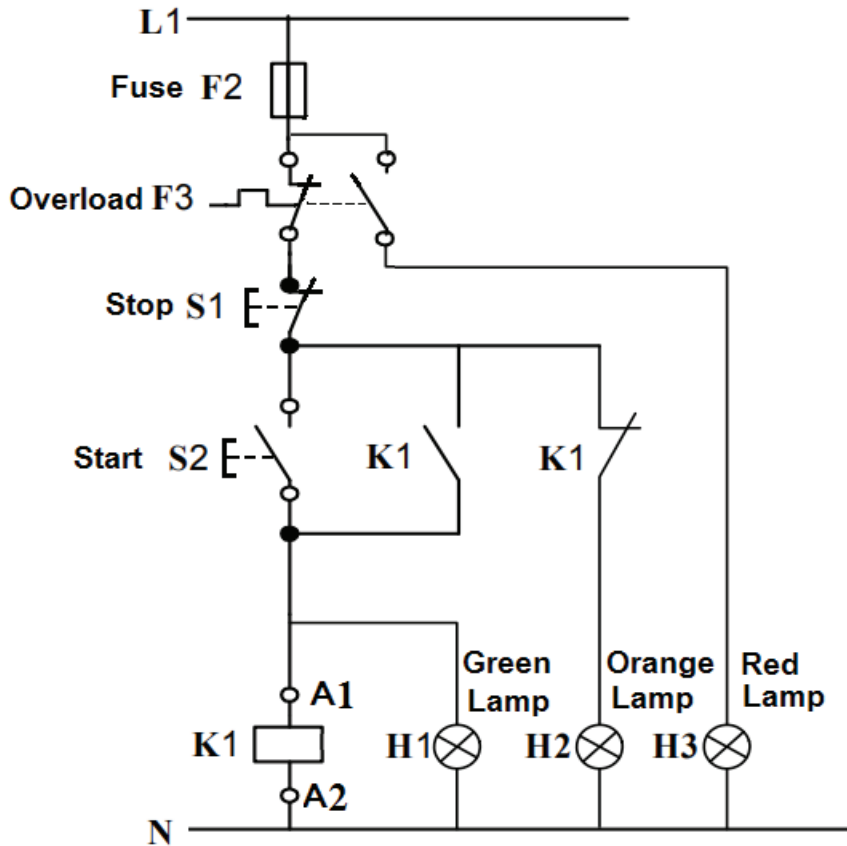 L1
Fuse F2
Overload F3
Stop S1
Start S2
K1
K1
A1
Green
Lamp
Orange
Lamp
Red
Lamp
K1
H1
H2
H3
A2
N